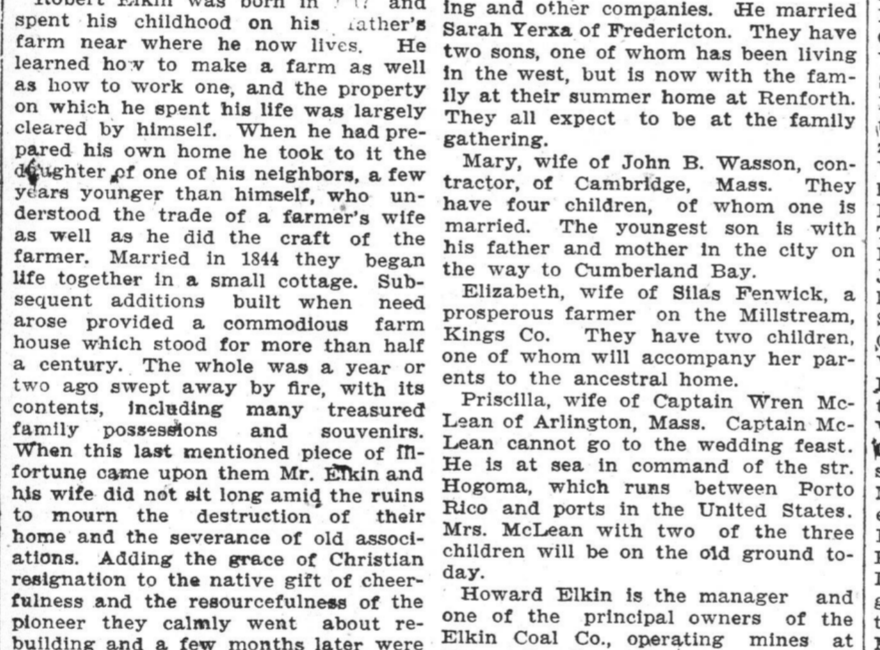 Robert Elkin was born in and
spent his childhood on his father's
farm near where he now lives. He
learned how to make a farm as well
as how to work one, and the property
on which he spent his life was largely
cleared by himself. When he had pre-
pared his own home he took to it the
daughter of one of his neighbors, a few
years younger than himself, who un-
derstood the trade of a farmer's wife
as well as he did the craft of the
farmer. Married in 1844 they began
life together in a small cottage. Sub-
sequent additions built when need
arose provided a commodious farm
house which stood for more than half
a century. The whole was a year or
two ago swept away by fire, with its
contents, including many treasured
family possessions and souvenirs.
When this last mentioned piece of ill-
fortune came upon them Mr. Elkin and
his wife did not sit long amid the ruins
to mourn the destruction of their
home and the severance of old associ-
ations. Adding the grace of Christian
resignation to the native gift of cheer-
fulness and the resourcefulness of the
pioneer they calmly went about re-
building and a few months later were
ing and other companies. He married
Sarah Yerxa of Fredericton. They have
two sons, one of whom has been living
in the west, but is now with the fam-
ily at their summer home at Renforth.
They all expect to be at the family
gathering.
Mary, wife of John B. Wasson, con-
tractor, of Cambridge, Mass. They
have four children, of whom one is
married. The youngest son is with
his father and mother in the city on
the way to Cumberland Bay.
Elizabeth, wife of Silas Fenwick, a
prosperous farmer on the Millstream,
Kings Co. They have two children,
one of whom will accompany her par-
ents to the ancestral home.
Priscilla, wife of Captain Wren Mc-
Lean of Arlington, Mass. Captain Mc-
Lean cannot go to the wedding feast.
He is at sea in command of the str.
Hogoma, which runs between Porto
Rico and ports in the United States.
Mrs. McLean with two of the three
children will be on the old ground to-
day.
Howard Elkin is the manager and
one of the principal owners of the
Elkin Coal Co., operating mines at